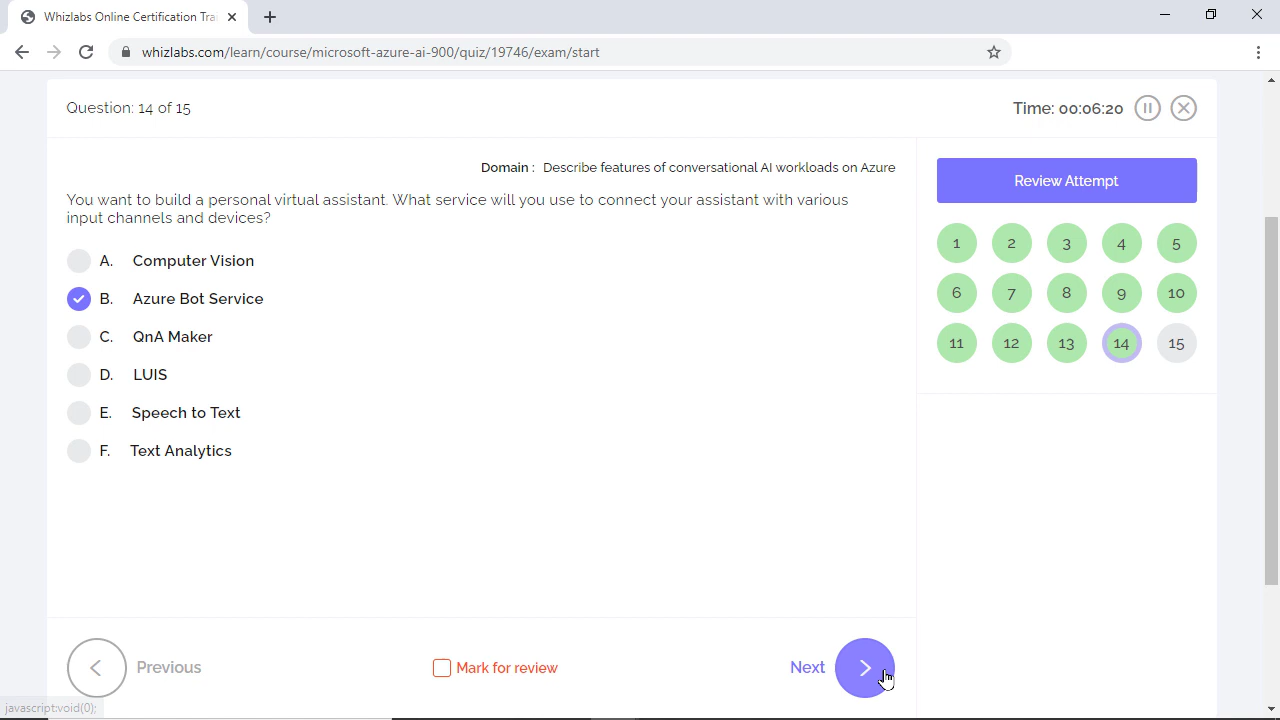 Whizlabs Online Certification Tra
whizlabs.com/learn/course/microsoft-azure-ai-900/quiz/19746/exam/start
Question: 14 of 15
Time: 00:06:20
Domain : Describe features of conversational AI workloads on Azure
You want to build a personal virtual assistant. What service will you use to connect your assistant with various
input channels and devices?
A. Computer Vision
B. Azure Bot Service
C. QnA Maker
D. LUIS
E. Speech to Text
F. Text Analytics
Review Attempt
1 2 3 4 5
6 7 8 9 10
11 12 13 14 15
Previous
Mark for review
Next
javascript:void(0);